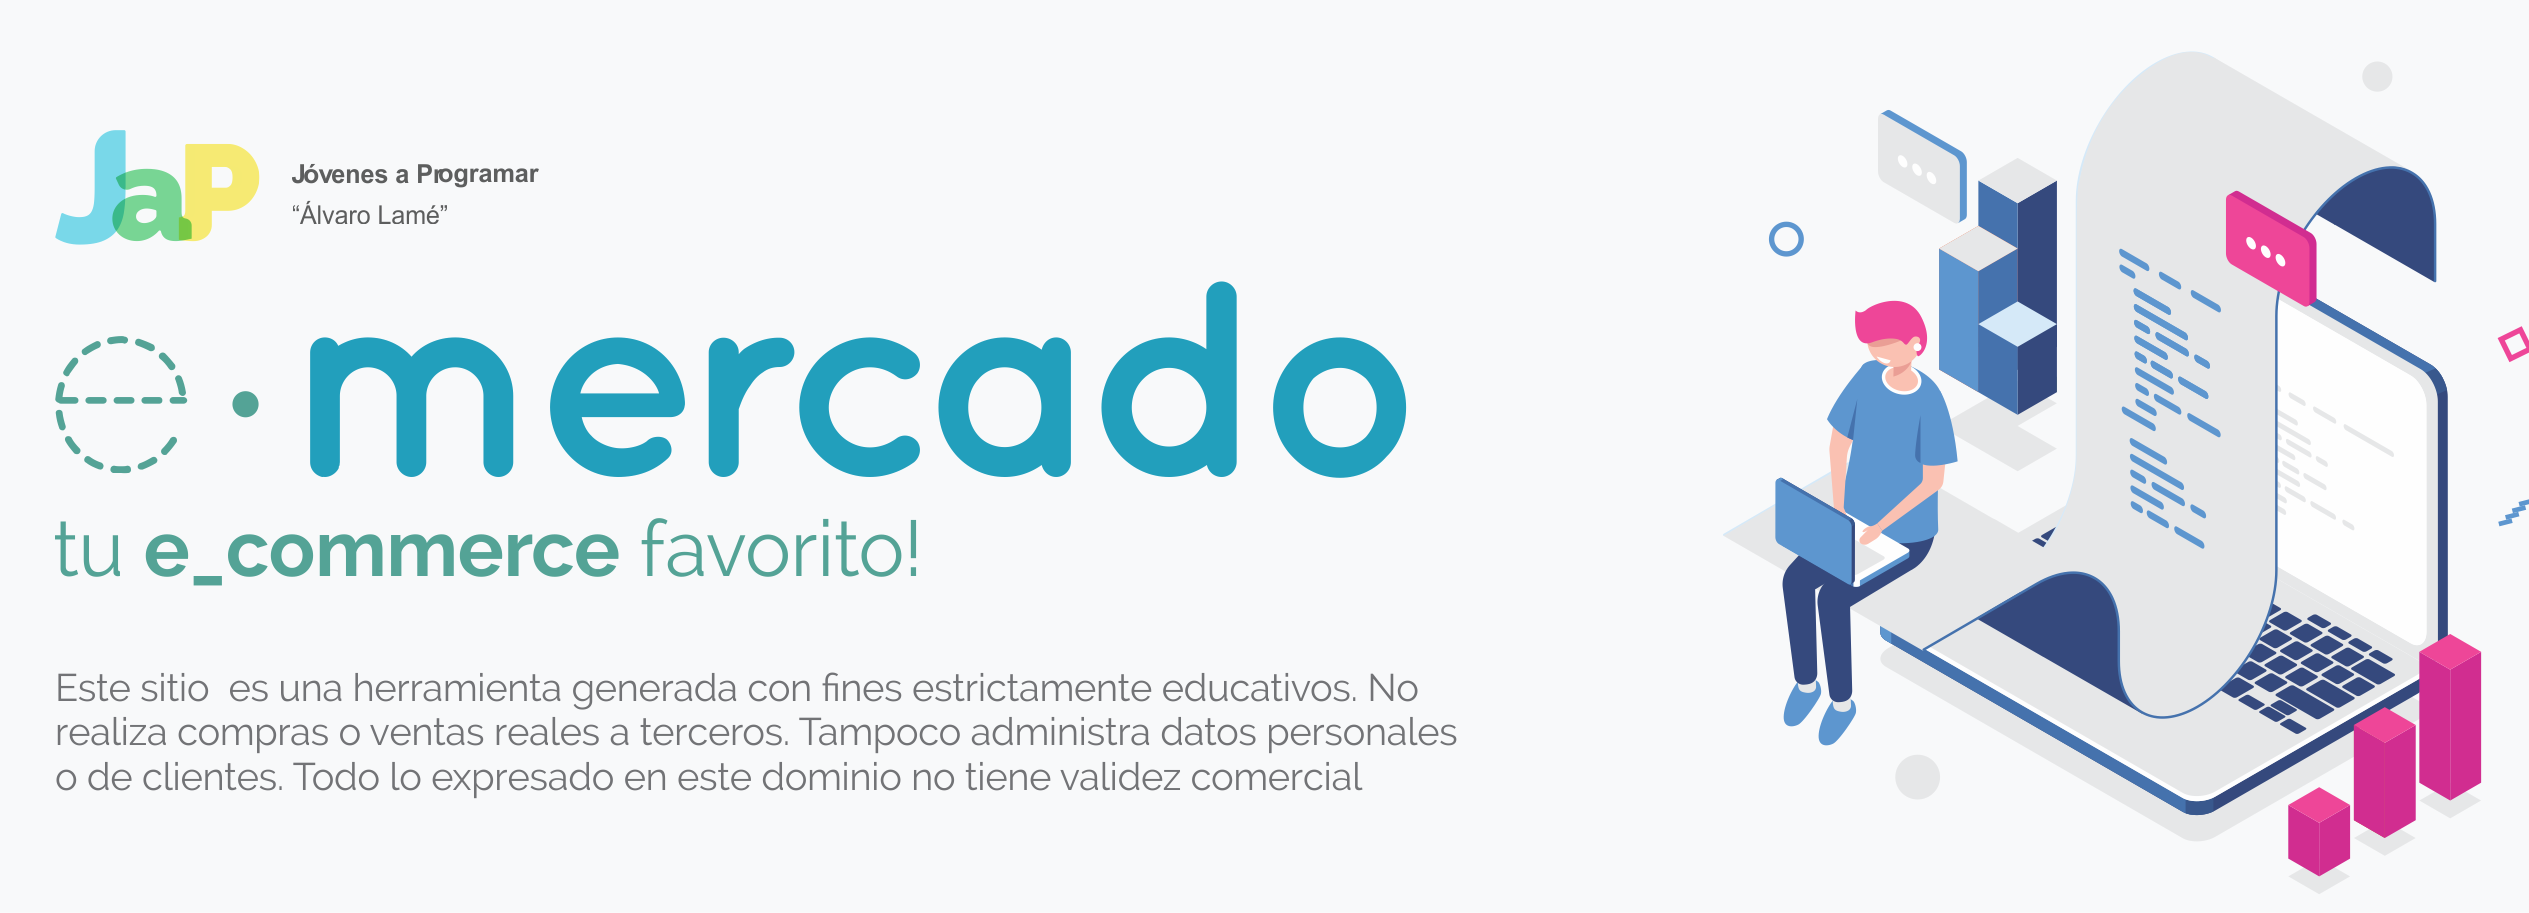 JaP
Jóvenes a Programar
“Álvaro Lamé”
e · mercado
tu e_commerce favorito!
Este sitio  es una herramienta generada con fines estrictamente educativos. No
realiza compras o ventas reales a terceros. Tampoco administra datos personales
o de clientes. Todo lo expresado en este dominio no tiene validez comercial